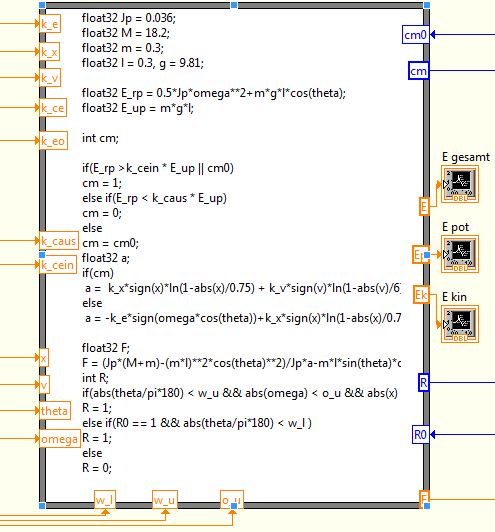 k_e
k_x
k_v
k_ce
k_eo
k_caus
k_cein
x
v
theta
omega
float32 Jp = 0.036;
float32 M = 18.2;
float32 m = 0.3;
float32 l = 0.3, g = 9.81;
float32 E_rp = 0.5*Jp*omega**2+m*g*l*cos(theta);
float32 E_up = m*g*l;
int cm;
if(E_rp >k_cein * E_up || cm0)
cm = 1;
else if(E_rp < k_caus * E_up)
cm = 0;
else
cm = cm0;
float32 a;
if(cm)
a = k_x*sign(x)*ln(1-abs(x)/0.75) + k_v*sign(v)*ln(1-abs(v)/6)
else
a = -k_e*sign(omega*cos(theta))+k_x*sign(x)*ln(1-abs(x)/0.7
float32 F;
F = (Jp*(M+m)-(m*l)**2*cos(theta)**2)/Jp*a-m*l*sin(theta)*c
int R;
if(abs(theta/pi*180) < w_u && abs(omega) < o_u && abs(x)
R = 1;
else if(R0 == 1 && abs(theta/pi*180) < w_l )
R = 1;
else
R = 0;
w_l
w_u
o_u
cm0
cm
E
Ep
Ek
R
R0
F
E gesamt
DBL
E pot
DBL
E kin
DBL